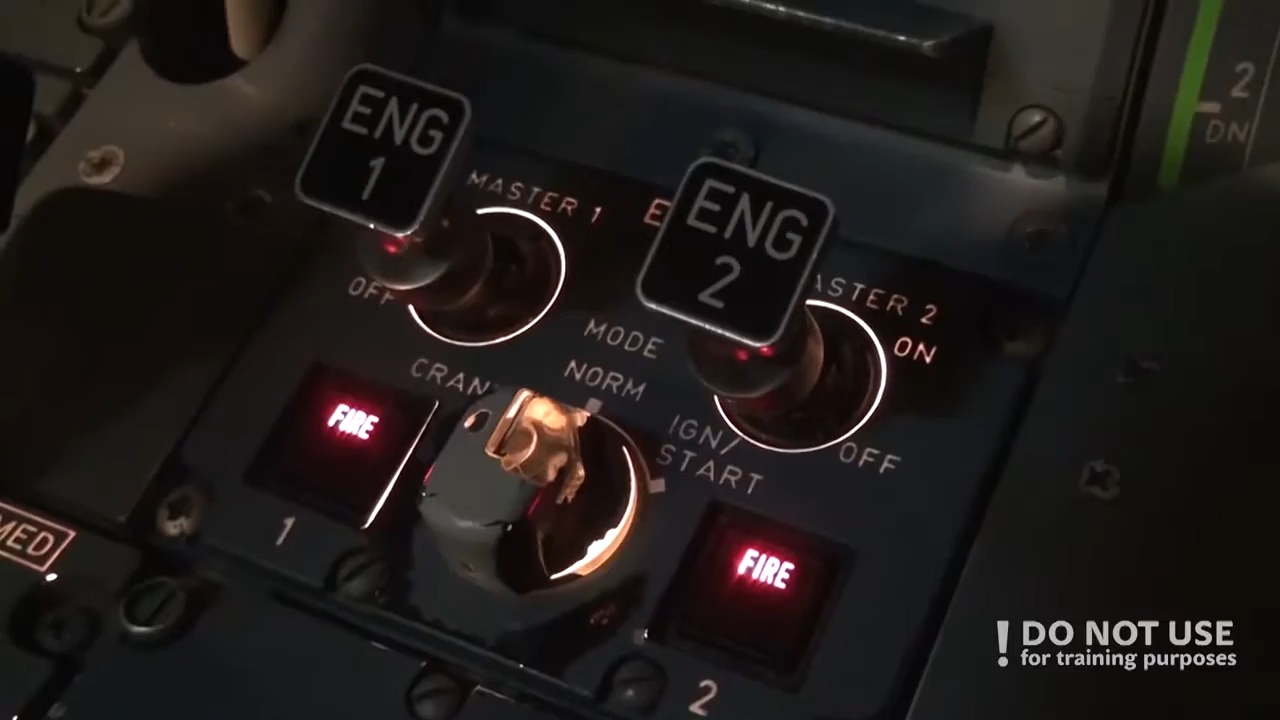 ENG
1
MASTER 1
OFF
ENG
2
MASTER 2
ON
OFF
MODE
NORM
CRANK
IGN/
START
FIRE
1
FIRE
2
2
DN
! DO NOT USE
for training purposes